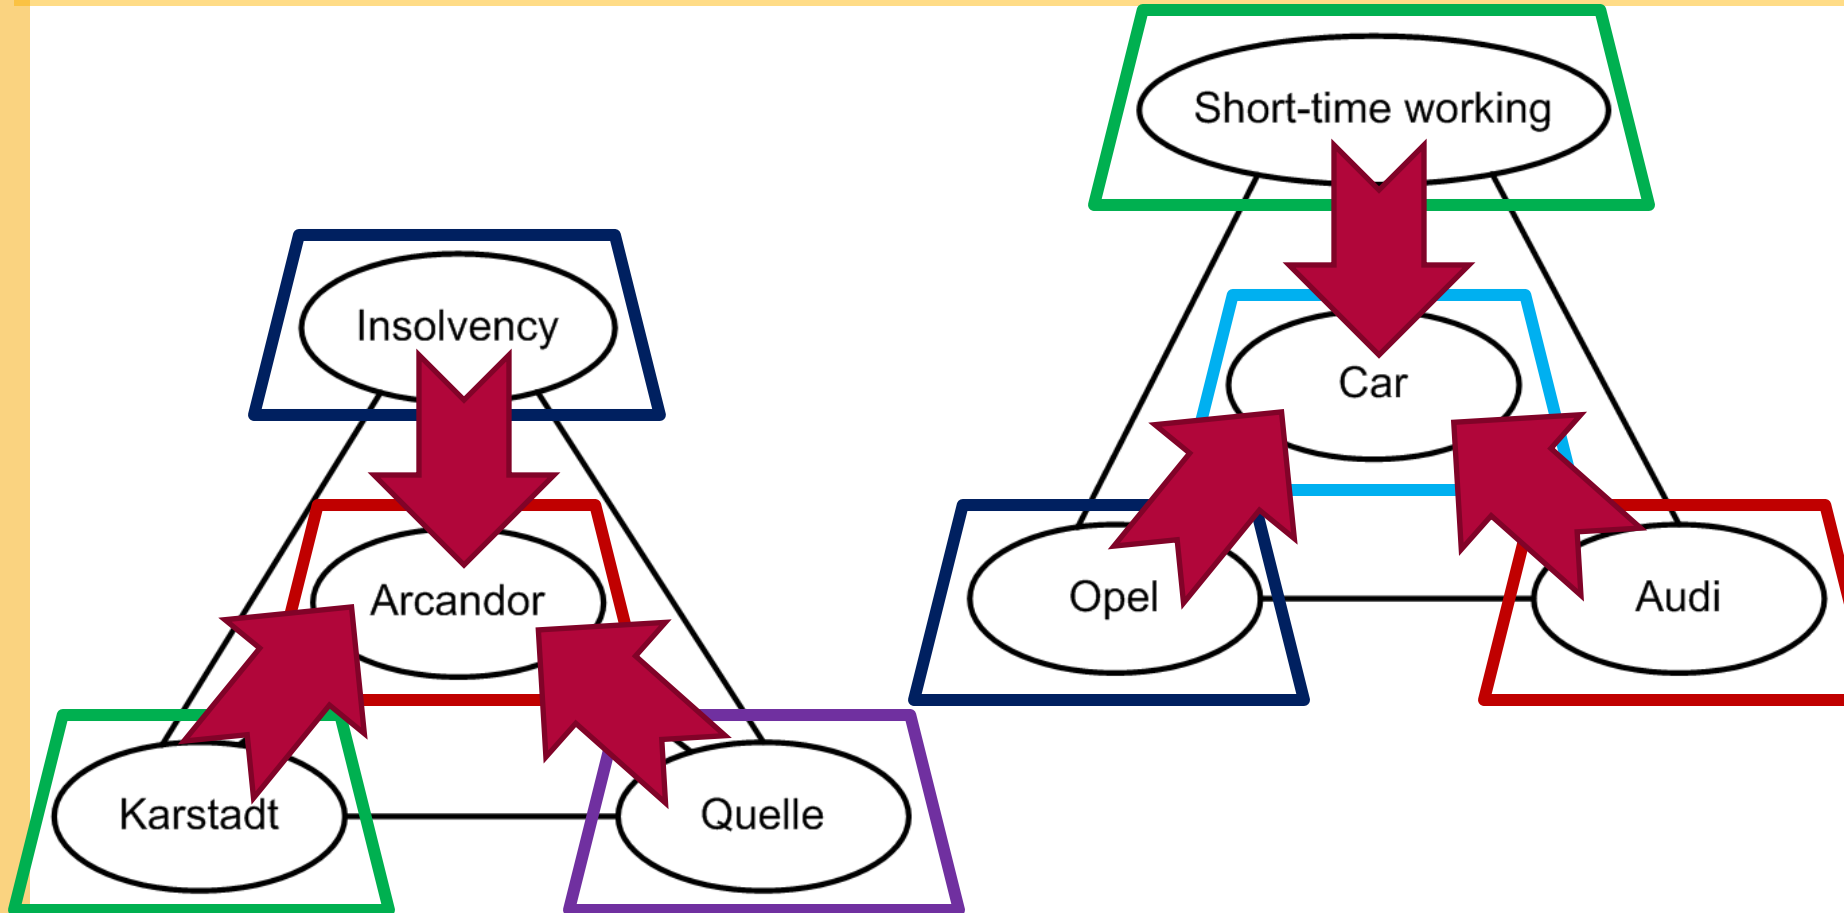 Insolvency
Arcandor
Karstadt
Quelle
Short-time working
Car
Opel
Audi